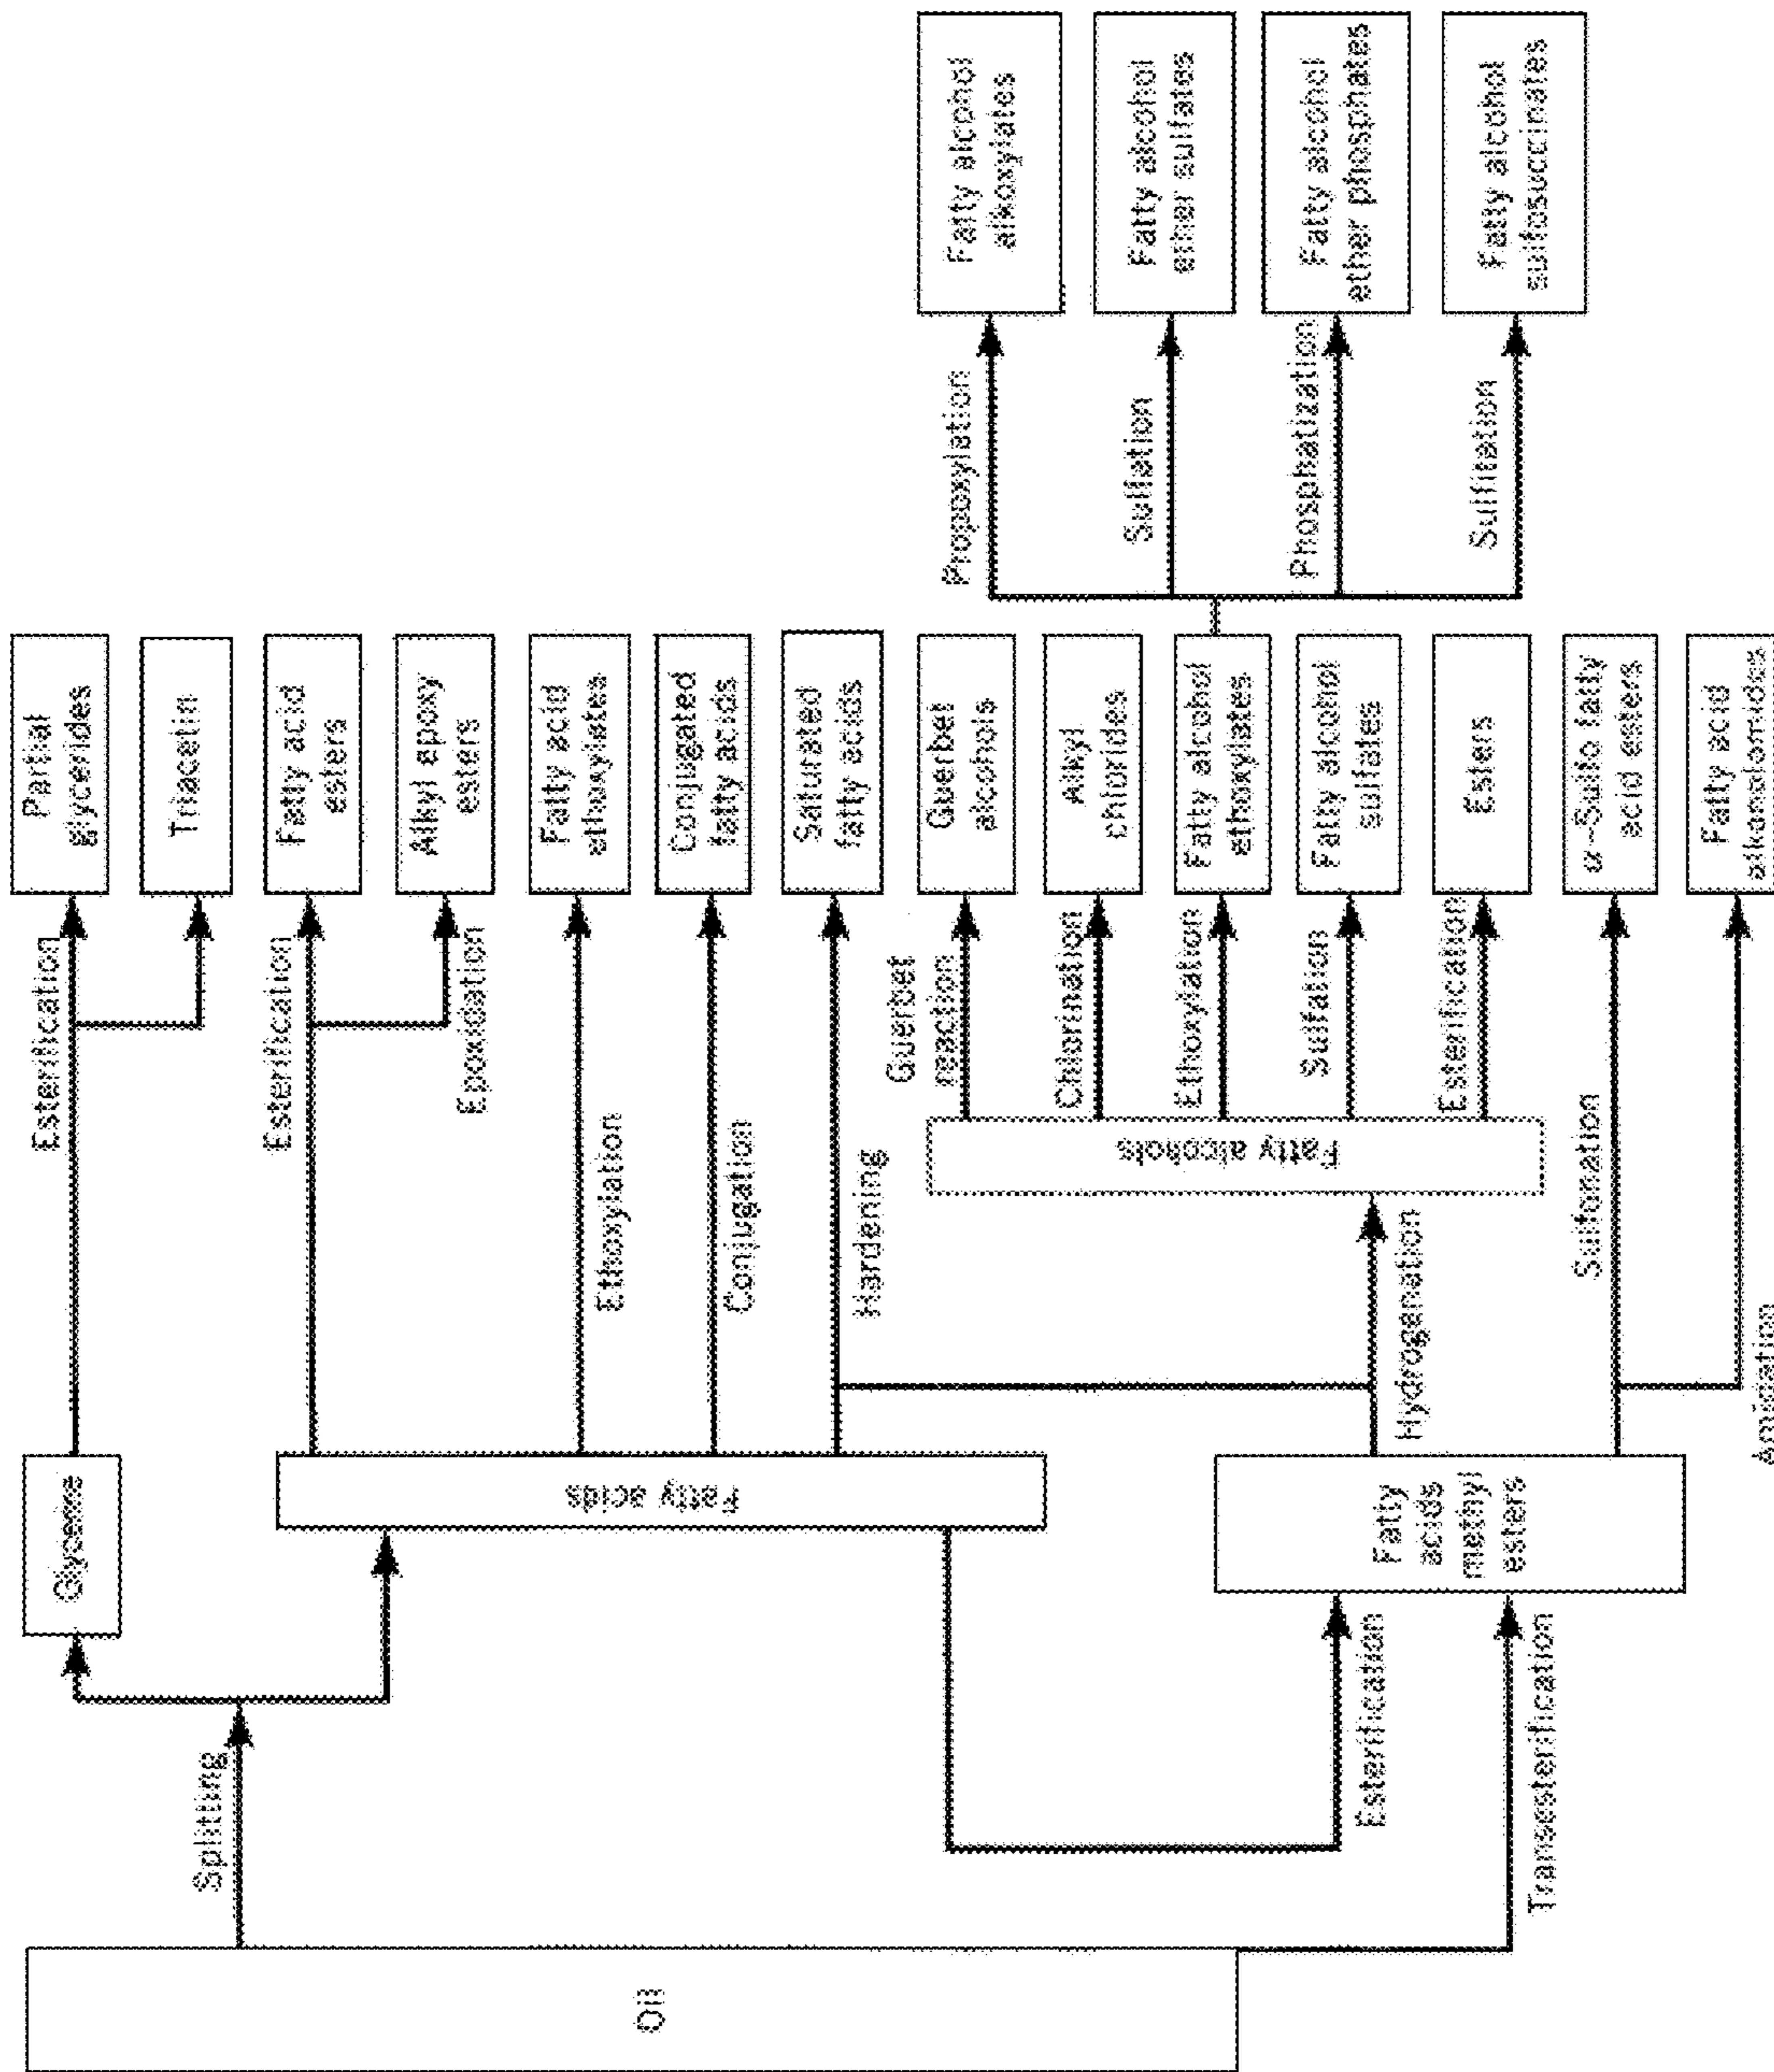 Oil
Splitting
Transesterification
Glycerine
Fatty acids
Esterification
Fatty
acids
methyl
esters
Esterification
Esterification
Epoxidation
Ethoxylation
Conjugation
Hardening
Hydrogenation
Sulfonation
Amidation
Fatty alcohols
Guerbet
reaction
Chlorination
Ethoxylation
Sulfation
Esterification
Partial
glycerides
Triacetin
Fatty acid
esters
Alkyl epoxy
esters
Fatty acid
ethoxylates
Conjugated
fatty acids
Saturated
fatty acids
Guerbet
alcohols
Alkyl
chlorides
Fatty alcohol
ethoxylates
Fatty alcohol
sulfates
Esters
α-Sulfo fatty
acid esters
Fatty acid
Propoxylation
Sulfation
Phosphatization
Sulfitation
Fatty alcohol
alkoxylates
Fatty alcohol
ether sulfates
Fatty alcohol
ether phosphates
Fatty alcohol
sulfosuccinates